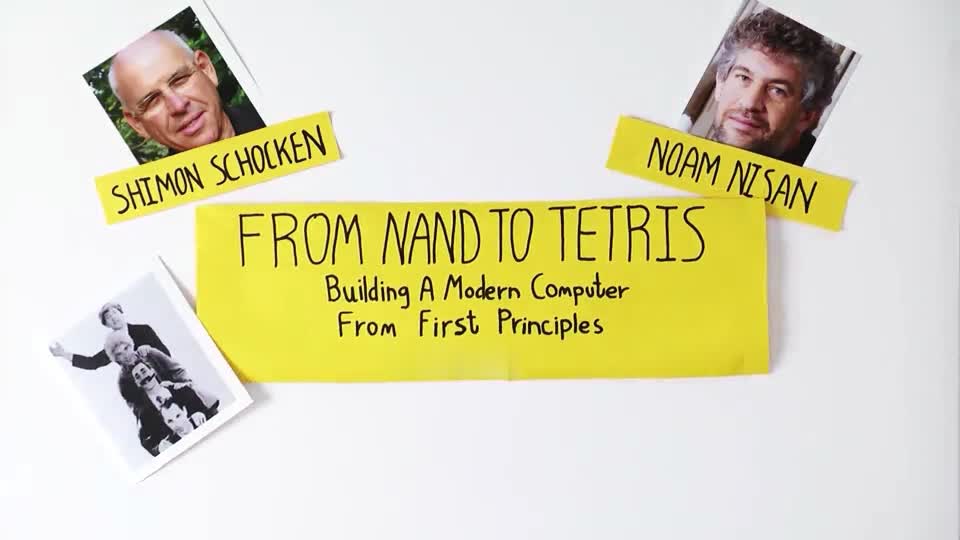 SHIMON SCHOCKEN
NOAM NISAN
FROM NAND TO TETRIS
Building A Modern Computer
From First Principles